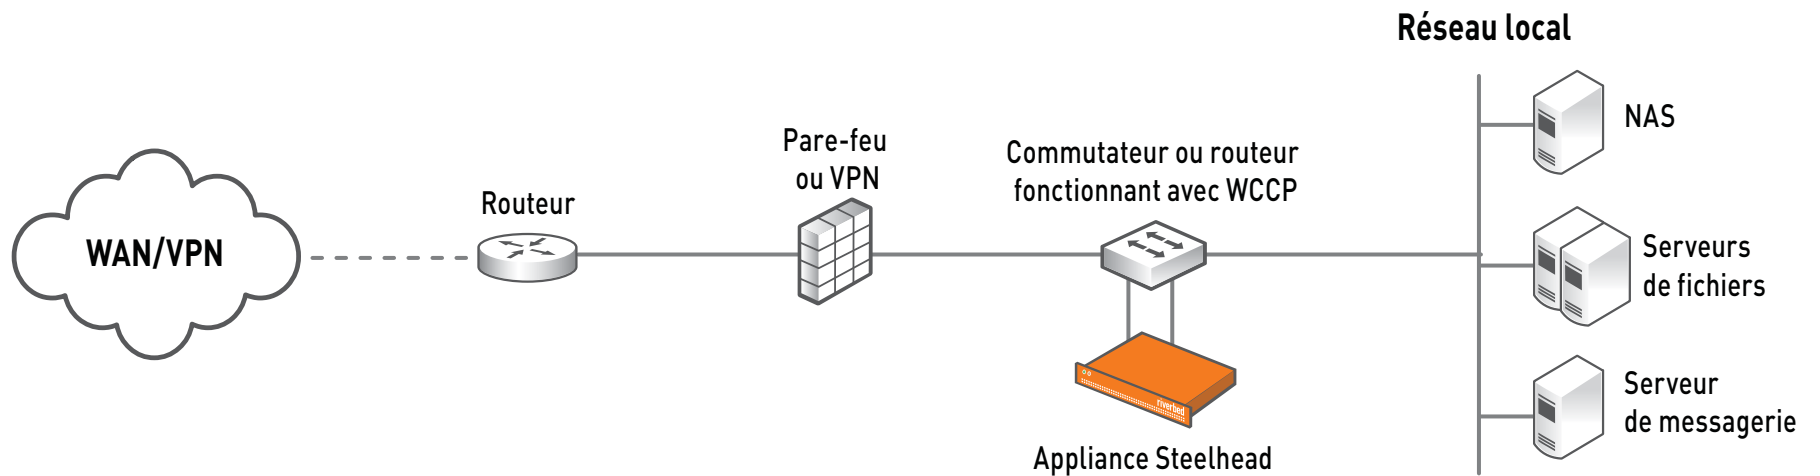 Réseau local
NAS
Pare-feu
ou VPN
Commutateur ou routeur
fonctionnant avec WCCP
Routeur
WAN/VPN
Serveurs
de fichiers
riverbed
Serveur
de messagerie
Appliance Steelhead